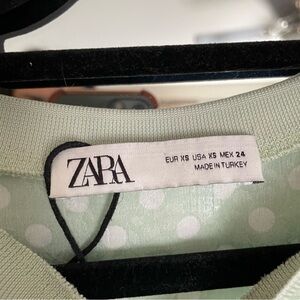 ZARA
EUR XS USA XS MEX 24
MADE IN TURKEY